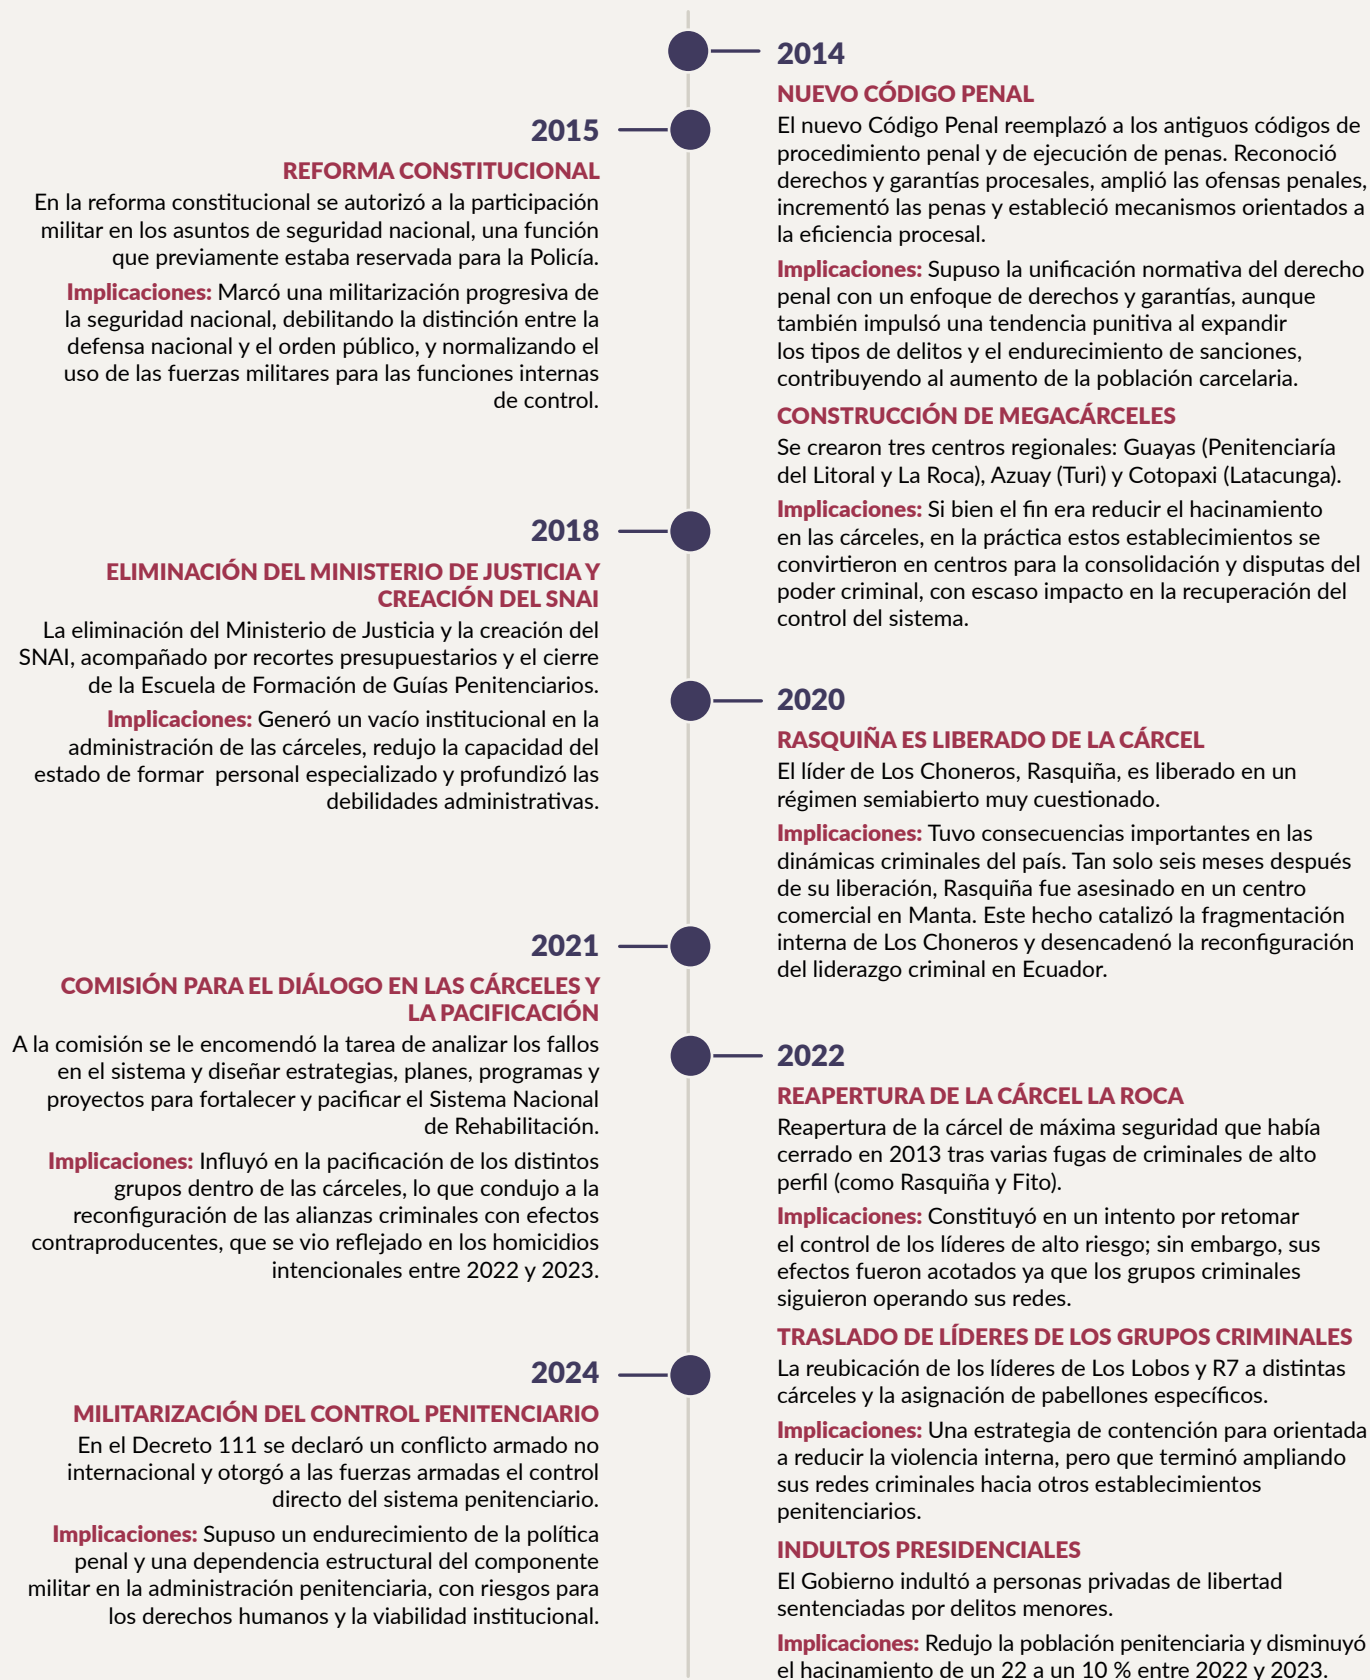 2014
NUEVO CÓDIGO PENAL
El nuevo Código Penal reemplazó a los antiguos códigos de
procedimiento penal y de ejecución de penas. Reconoció
derechos y garantías procesales, amplió las ofensas penales,
incrementó las penas y estableció mecanismos orientados a
la eficiencia procesal.
Implicaciones: Supuso la unificación normativa del derecho
penal con un enfoque de derechos y garantías, aunque
también impulsó una tendencia punitiva al expandir
los tipos de delitos y el endurecimiento de sanciones,
contribuyendo al aumento de la población carcelaria.
CONSTRUCCIÓN DE MEGACÁRCELES
Se crearon tres centros regionales: Guayas (Penitenciaría
del Litoral y La Roca), Azuay (Turi) y Cotopaxi (Latacunga).
Implicaciones: Si bien el fin era reducir el hacinamiento
en las cárceles, en la práctica estos establecimientos se
convirtieron en centros para la consolidación y disputas del
poder criminal, con escaso impacto en la recuperación del
control del sistema.
2015
REFORMA CONSTITUCIONAL
En la reforma constitucional se autorizó a la participación
militar en los asuntos de seguridad nacional, una función
que previamente estaba reservada para la Policía.
Implicaciones: Marcó una militarización progresiva de
la seguridad nacional, debilitando la distinción entre la
defensa nacional y el orden público, y normalizando el
uso de las fuerzas militares para las funciones internas
de control.
2018
ELIMINACIÓN DEL MINISTERIO DE JUSTICIA Y
CREACIÓN DEL SNAI
La eliminación del Ministerio de Justicia y la creación del
SNAI, acompañado por recortes presupuestarios y el cierre
de la Escuela de Formación de Guías Penitenciarios.
Implicaciones: Generó un vacío institucional en la
administración de las cárceles, redujo la capacidad del
estado de formar personal especializado y profundizó las
debilidades administrativas.
2020
RASQUIÑA ES LIBERADO DE LA CÁRCEL
El líder de Los Choneros, Rasquiña, es liberado en un
régimen semiabierto muy cuestionado.
Implicaciones: Tuvo consecuencias importantes en las
dinámicas criminales del país. Tan solo seis meses después
de su liberación, Rasquiña fue asesinado en un centro
comercial en Manta. Este hecho catalizó la fragmentación
interna de Los Choneros y desencadenó la reconfiguración
del liderazgo criminal en Ecuador.
2021
COMISIÓN PARA EL DIÁLOGO EN LAS CÁRCELES Y
LA PACIFICACIÓN
A la comisión se le encomendó la tarea de analizar los fallos
en el sistema y diseñar estrategias, planes, programas y
proyectos para fortalecer y pacificar el Sistema Nacional
de Rehabilitación.
Implicaciones: Influyó en la pacificación de los distintos
grupos dentro de las cárceles, lo que condujo a la
reconfiguración de las alianzas criminales con efectos
contraproducentes, que se vio reflejado en los homicidios
intencionales entre 2022 y 2023.
2022
REAPERTURA DE LA CÁRCEL LA ROCA
Reapertura de la cárcel de máxima seguridad que había
cerrado en 2013 tras varias fugas de criminales de alto
perfil (como Rasquiña y Fito).
Implicaciones: Constituyó en un intento por retomar
el control de los líderes de alto riesgo; sin embargo, sus
efectos fueron acotados ya que los grupos criminales
siguieron operando sus redes.
TRASLADO DE LÍDERES DE LOS GRUPOS CRIMINALES
La reubicación de los líderes de Los Lobos y R7 a distintas
cárceles y la asignación de pabellones específicos.
Implicaciones: Una estrategia de contención para orientada
a reducir la violencia interna, pero que terminó ampliando
sus redes criminales hacia otros establecimientos
penitenciarios.
INDULTOS PRESIDENCIALES
El Gobierno indultó a personas privadas de libertad
sentenciadas por delitos menores.
Implicaciones: Redujo la población penitenciaria y disminuyó
el hacinamiento de un 22 a un 10 % entre 2022 y 2023.
2024
MILITARIZACIÓN DEL CONTROL PENITENCIARIO
En el Decreto 111 se declaró un conflicto armado no
internacional y otorgó a las fuerzas armadas el control
directo del sistema penitenciario.
Implicaciones: Supuso un endurecimiento de la política
penal y una dependencia estructural del componente
militar en la administración penitenciaria, con riesgos para
los derechos humanos y la viabilidad institucional.